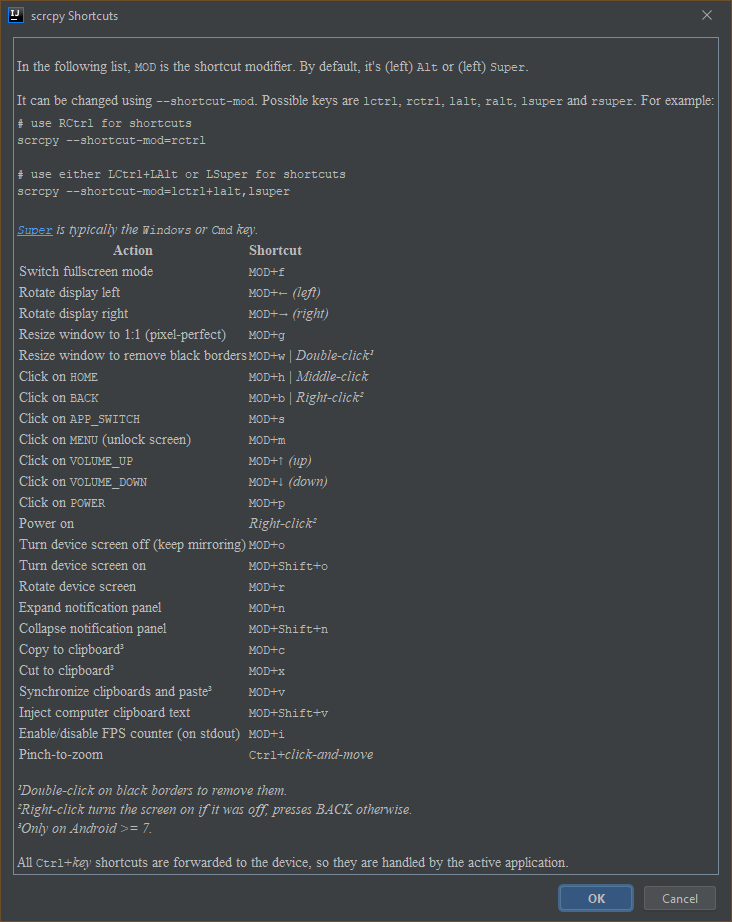 scrcpy Shortcuts
In the following list, MOD is the shortcut modifier. By default, it's (left) Alt or (left) Super.
It can be changed using --shortcut-mod. Possible keys are lctrl, rctrl, lalt, ralt, lsuper and rsuper. For example:
# use RCtrl for shortcuts
scrcpy --shortcut-mod=rctrl
# use either LCtrl+LAlt or LSuper for shortcuts
scrcpy --shortcut-mod=lctrl+lalt,lsuper
Super is typically the Windows or Cmd key.
Action Shortcut
Switch fullscreen mode MOD+f
Rotate display left MOD+← (left)
Rotate display right MOD+→ (right)
Resize window to 1:1 (pixel-perfect) MOD+g
Resize window to remove black borders MOD+w | Double-click¹
Click on HOME MOD+h | Middle-click
Click on BACK MOD+b | Right-click²
Click on APP_SWITCH MOD+s
Click on MENU (unlock screen) MOD+m
Click on VOLUME_UP MOD+↑ (up)
Click on VOLUME_DOWN MOD+↓ (down)
Click on POWER MOD+p
Power on Right-click²
Turn device screen off (keep mirroring) MOD+o
Turn device screen on MOD+Shift+o
Rotate device screen MOD+r
Expand notification panel MOD+n
Collapse notification panel MOD+Shift+n
Copy to clipboard³ MOD+c
Cut to clipboard³ MOD+x
Synchronize clipboards and paste³ MOD+v
Inject computer clipboard text MOD+Shift+v
Enable/disable FPS counter (on stdout) MOD+i
Pinch-to-zoom Ctrl+click-and-move
¹Double-click on black borders to remove them.
²Right-click turns the screen on if it was off, presses BACK otherwise.
³Only on Android >= 7.
All Ctrl+key shortcuts are forwarded to the device, so they are handled by the active application.
OK Cancel